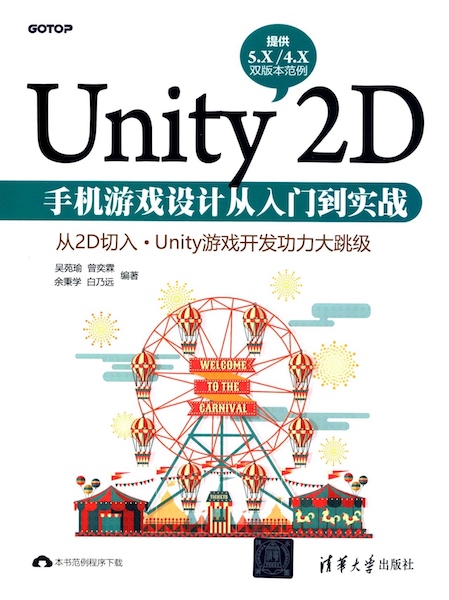 GOTOP
提供
5.X/4.X
双版本范例
Unity 2D
手机游戏设计从入门到实战
从2D切入·Unity游戏开发功力大跳级
吴苑瑜 曾奕霖
余秉学 白乃远 编著
WELCOME
TO THE
CARNIVAL
TICKETS
本书范例程序下载
清华大学出版社